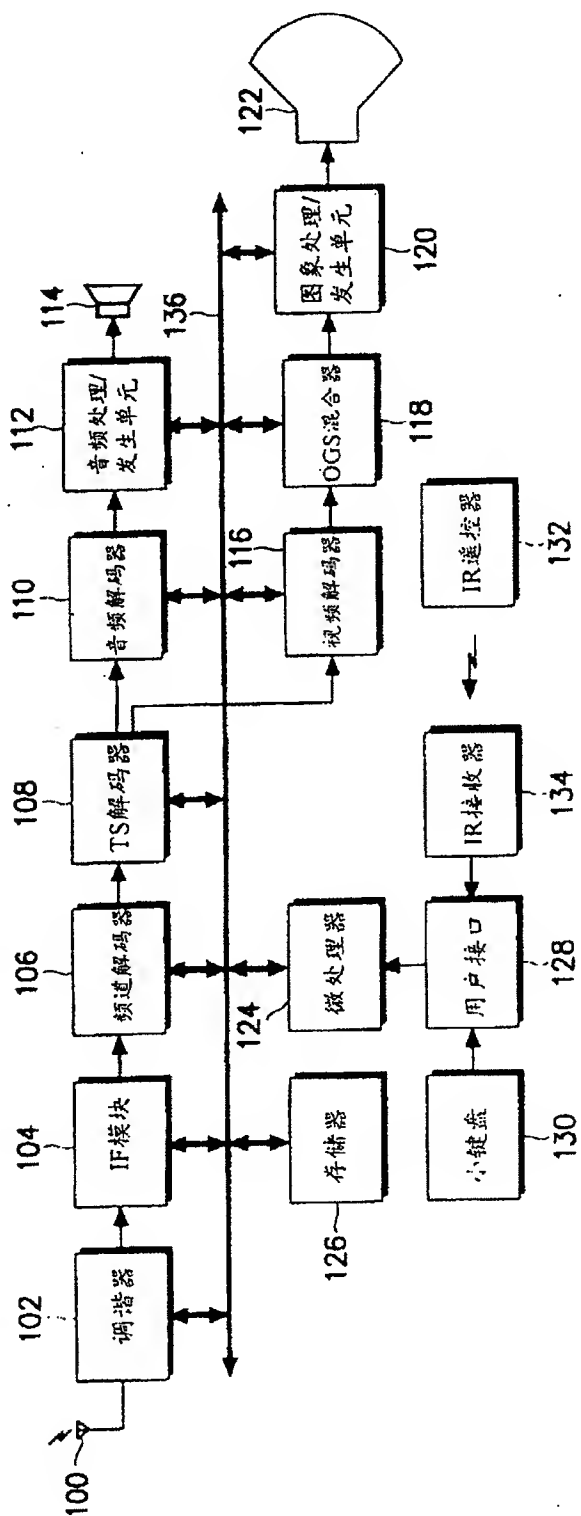 100
102
调谐器
104
IF模块
106
频道解码器
108
TS解码器
110
音频解码器
112
音频处理/
发生单元
114
136
126
存储器
124
微处理器
116
视频解码器
OGS混合器
118
图象处理/
发生单元
120
122
小键盘
130
用户接口
128
IR接收器
134
IR遥控器
132